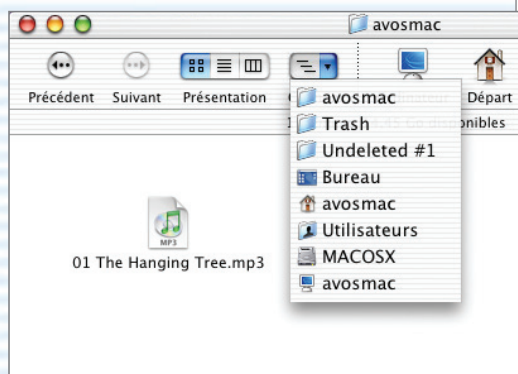 avosmac
Précédent
Suivant
Présentation
Départ
avosmac
Trash
Undeleted #1
Bureau
avosmac
Utilisateurs
MACOSX
avosmac
MP3
01 The Hanging Tree.mp3